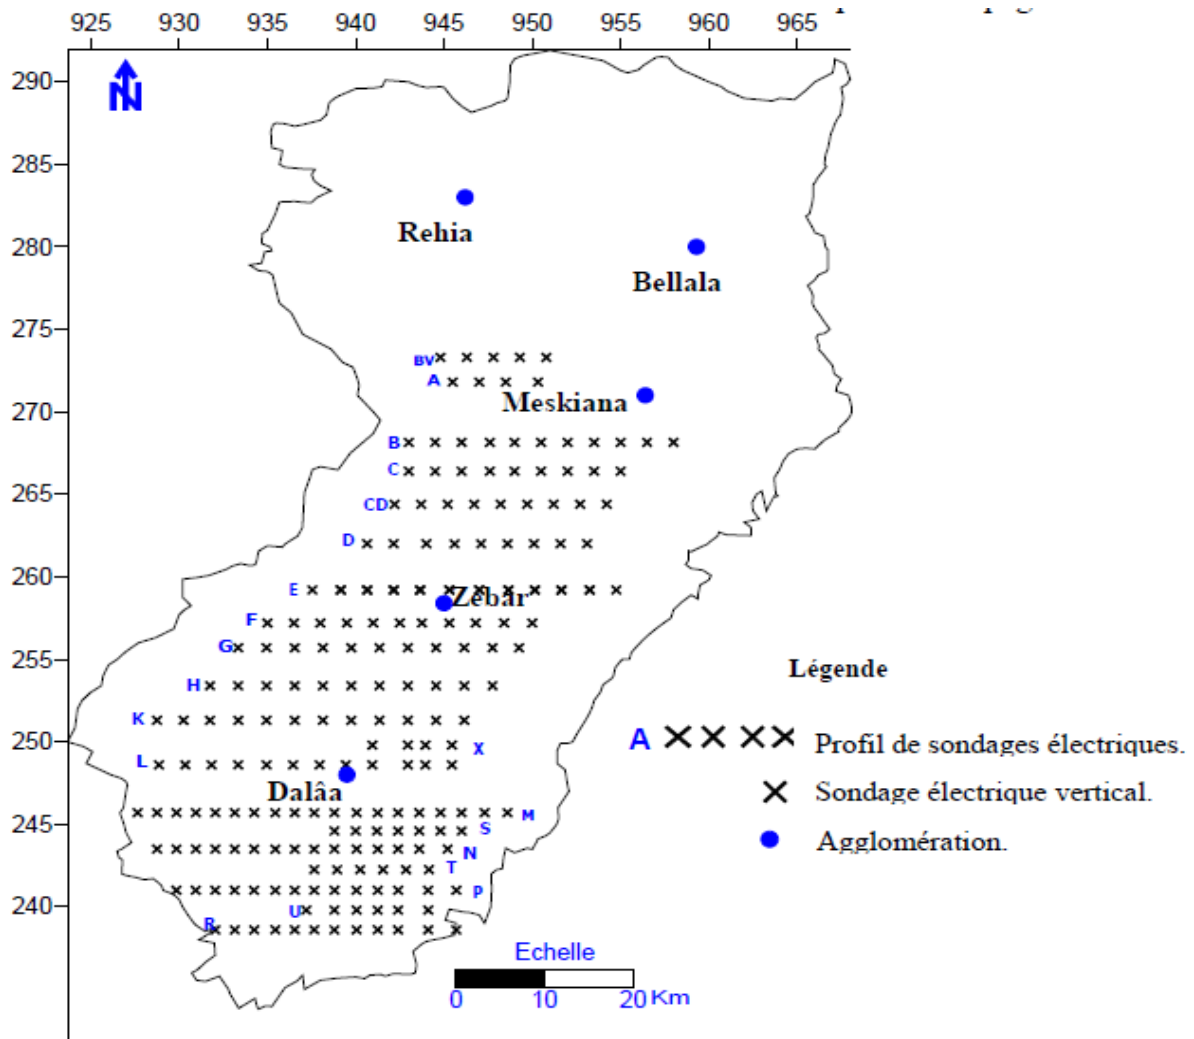 925 930 935 940 945 950 955 960 965
290
N
285
Rehia
280
Bellala
275
BV
A
Meskiana
270
B
C
265
CD
D
260
E
Zebar
F
G
255
Légende
H
K
A
Profil de sondages électriques.
250
X
L
Sondage électrique vertical.
Dalâa
M
245
S
Agglomération.
N
T
P
240
U
R
Echelle
0 10 20 Km